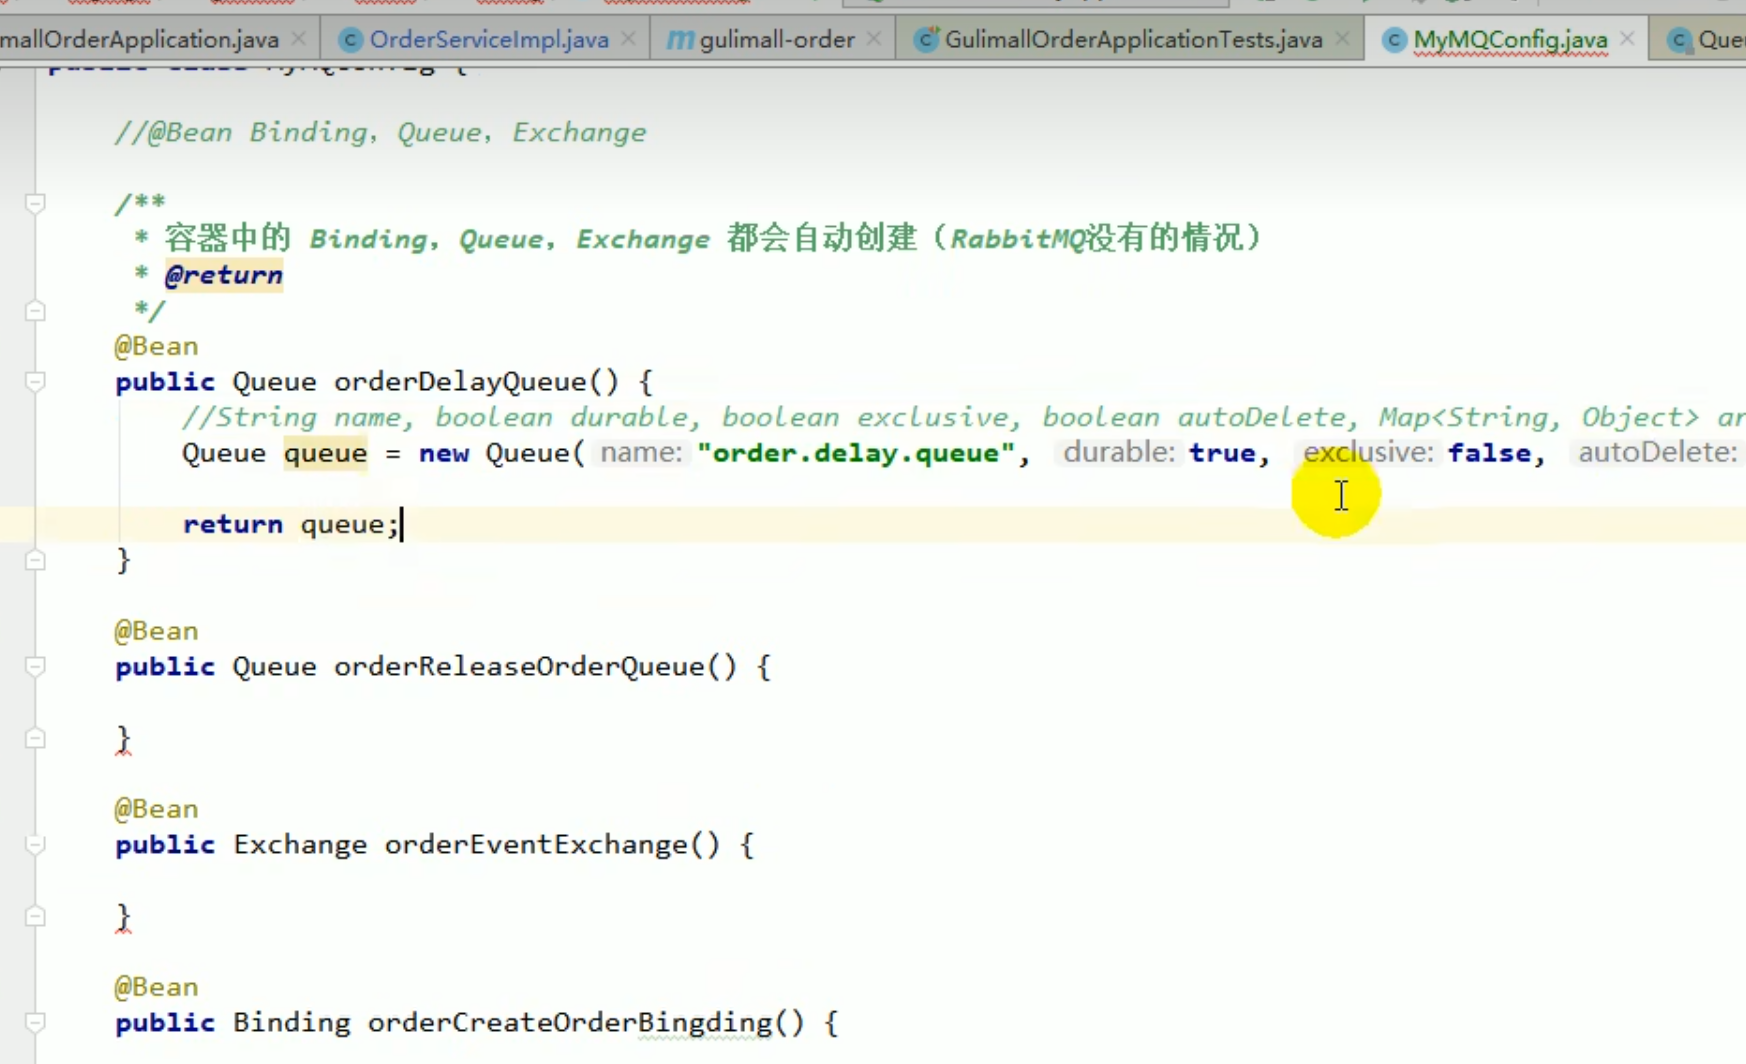 mallOrderApplication.java
OrderServiceImpl.java
gulimall-order
GulimallOrderApplicationTests.java
MyMQConfig.java
Que
public class MyMQConfig {
//@Bean Binding, Queue, Exchange
/**
* 容器中的 Binding, Queue, Exchange 都会自动创建（RabbitMQ没有的情况）
* @return
*/
@Bean
public Queue orderDelayQueue() {
//String name, boolean durable, boolean exclusive, boolean autoDelete, Map<String, Object> ar
Queue queue = new Queue( name: "order.delay.queue", durable: true, exclusive: false, autoDelete:
return queue;
}
@Bean
public Queue orderReleaseOrderQueue() {
}
@Bean
public Exchange orderEventExchange() {
}
@Bean
public Binding orderCreateOrderBingding() {